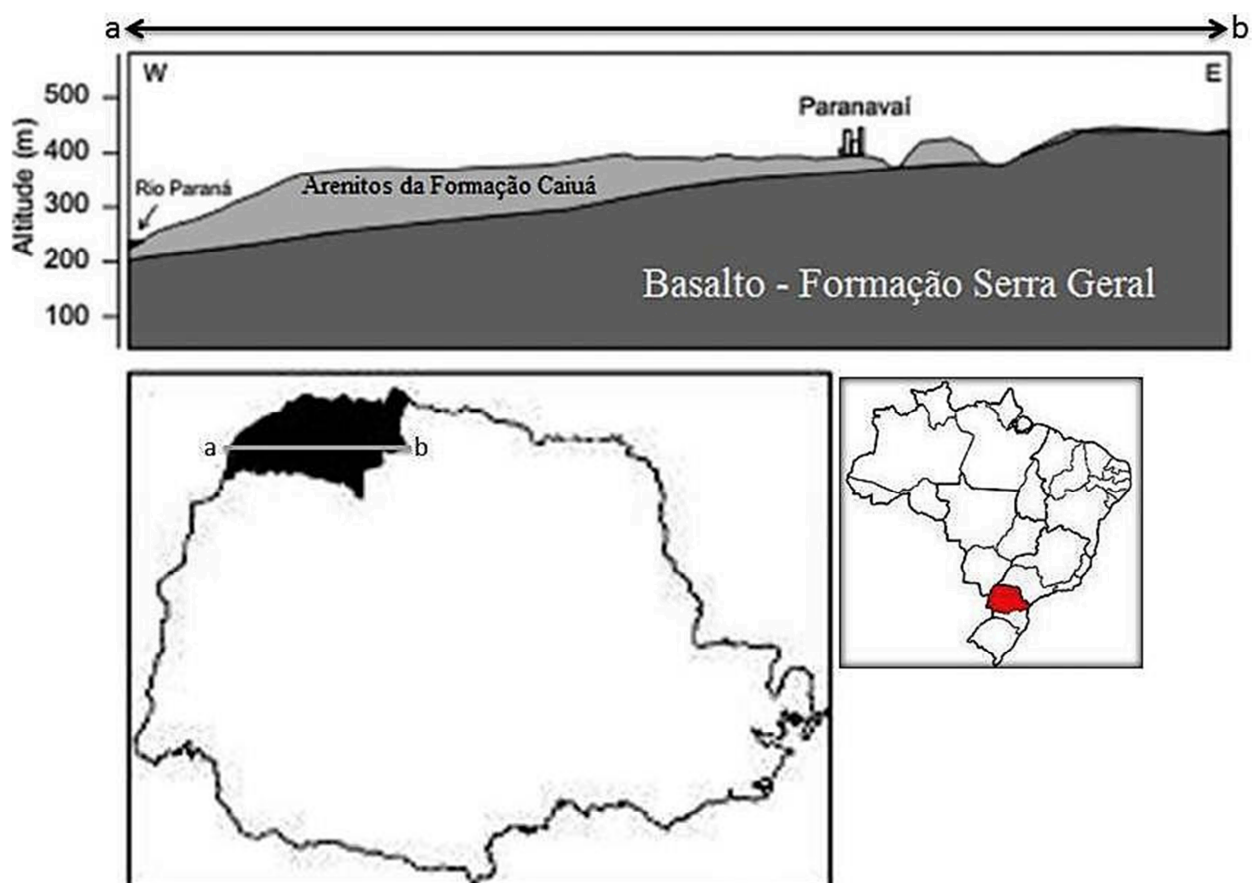 a b
W E
Altitude (m)
500
400
300
200
100
Paranavaí
Rio Paraná
Arenitos da Formação Caiuá
Basalto - Formação Serra Geral
a b